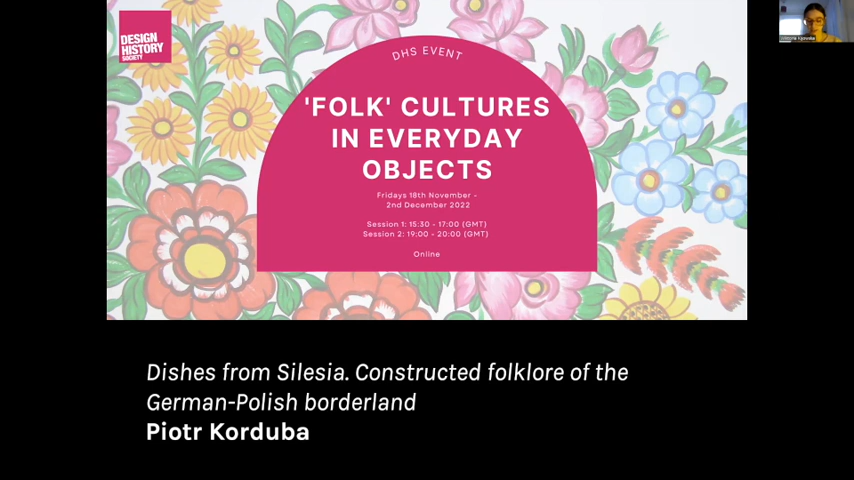 DESIGN
HISTORY
SOCIETY
DHS EVENT
'FOLK' CULTURES
IN EVERYDAY
OBJECTS
Fridays 18th November -
2nd December 2022
Session 1: 15:30 - 17:00 (GMT)
Session 2: 19:00 - 20:00 (GMT)
Online
Dishes from Silesia. Constructed folklore of the
German-Polish borderland
Piotr Korduba